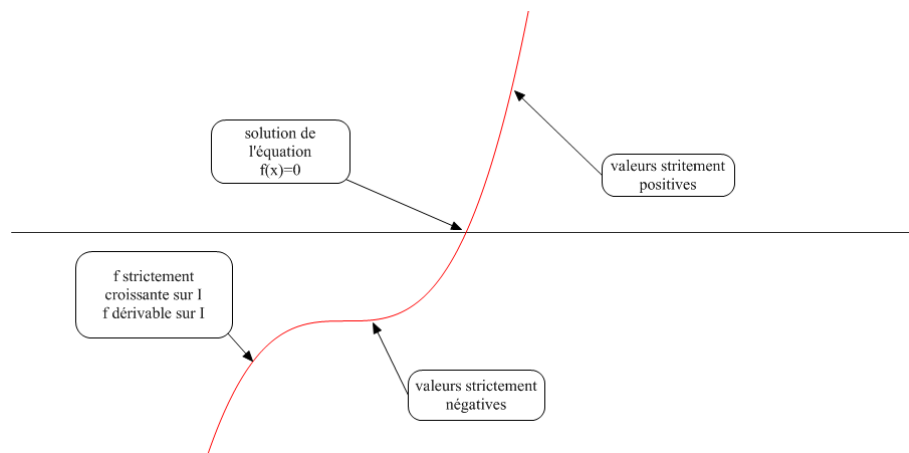 solution de
l'équation
f(x)=0
valeurs stritement
positives
f strictement
croissante sur I
f dérivable sur I
valeurs strictement
négatives